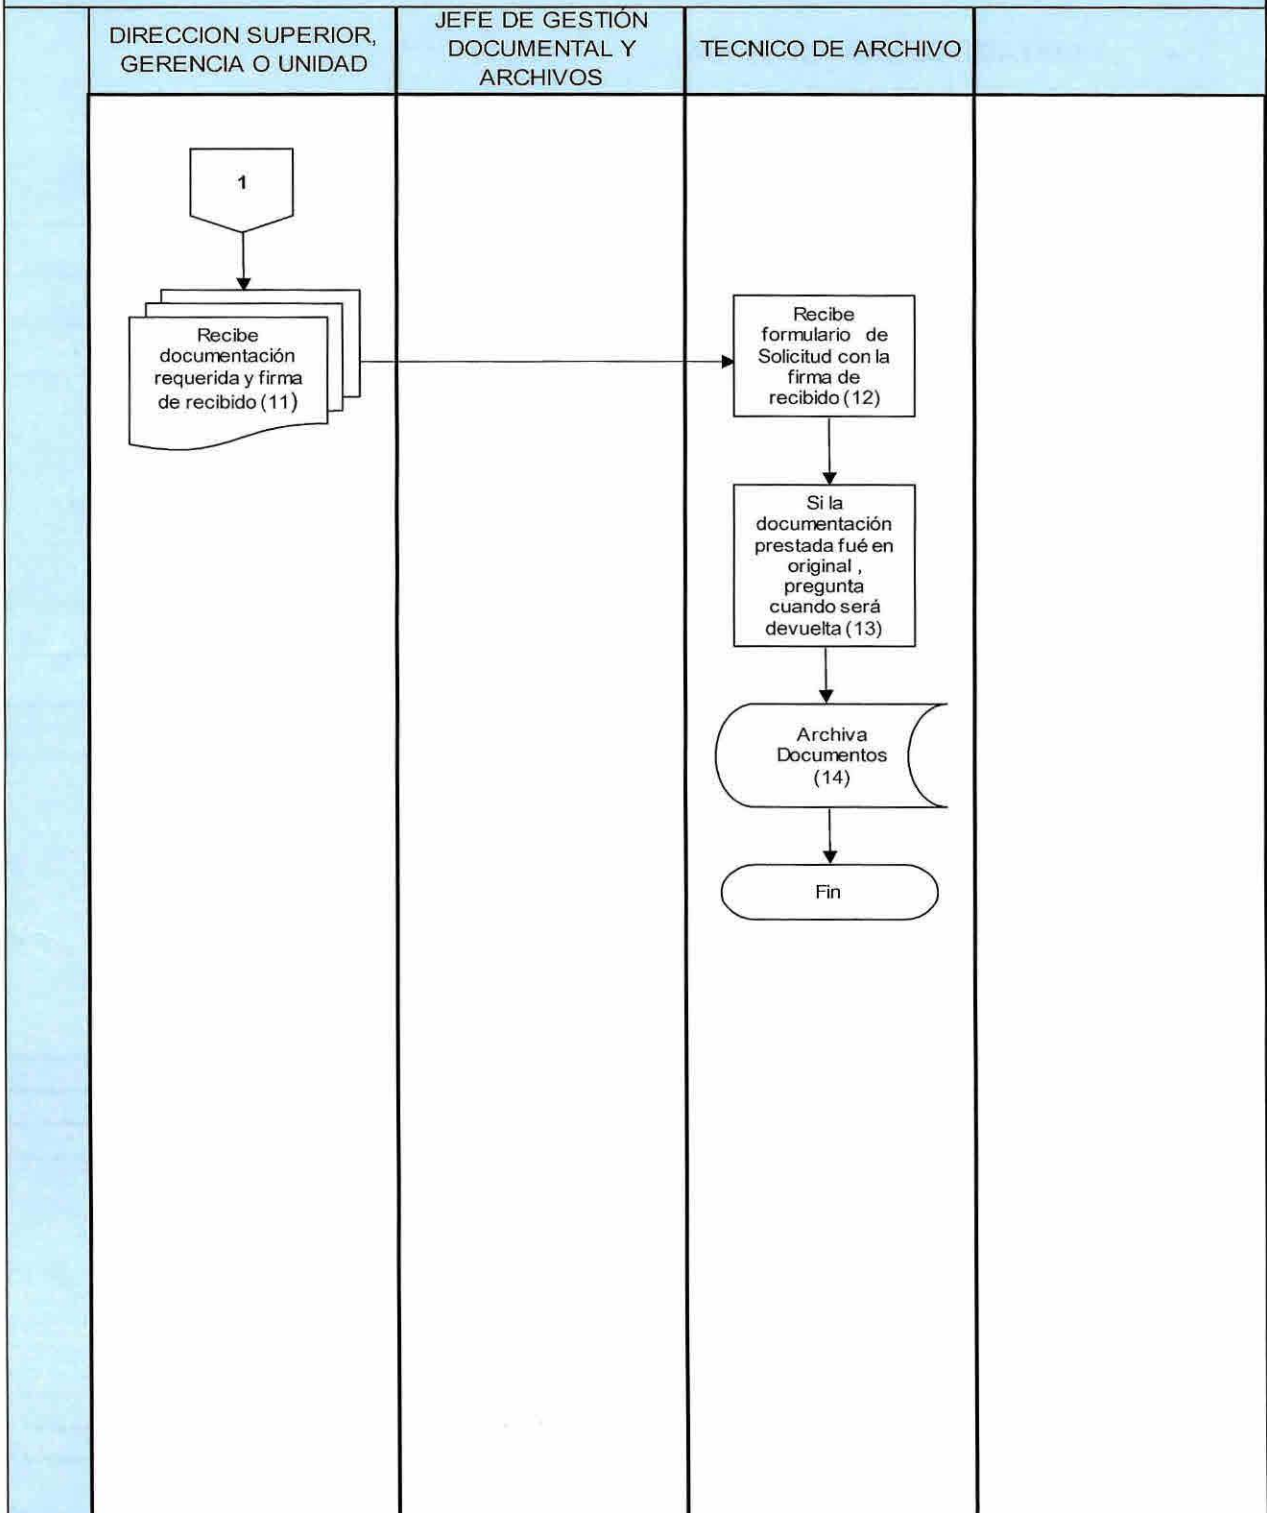 DIRECCION SUPERIOR,
GERENCIA O UNIDAD
JEFE DE GESTIÓN
DOCUMENTAL Y
ARCHIVOS
TECNICO DE ARCHIVO
1
Recibe
documentación
requerida y firma
de recibido (11)
Recibe
formulario de
Solicitud con la
firma de
recibido (12)
Si la
documentación
prestada fué en
original ,
pregunta
cuando será
devuelta (13)
Archiva
Documentos
(14)
Fin